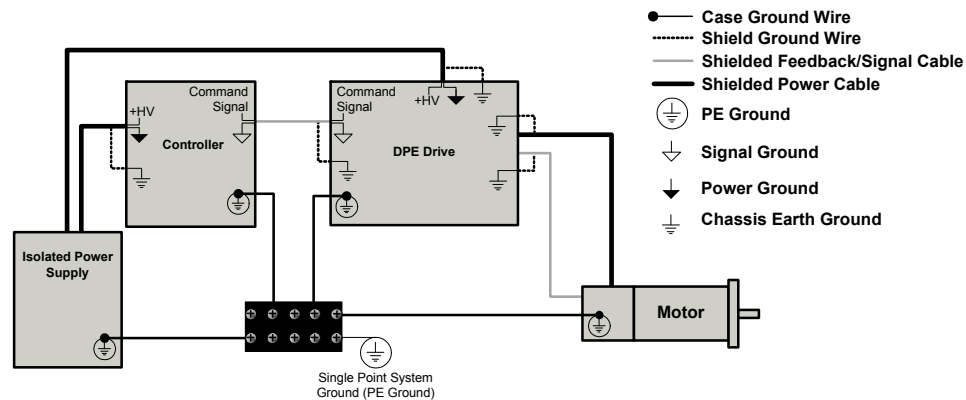 Case Ground Wire
Shield Ground Wire
Shielded Feedback/Signal Cable
Shielded Power Cable
PE Ground
Signal Ground
Power Ground
Chassis Earth Ground
+HV
Command
Signal
Controller
Command
Signal
+HV
DPE Drive
Isolated Power
Supply
Motor
Single Point System
Ground (PE Ground)